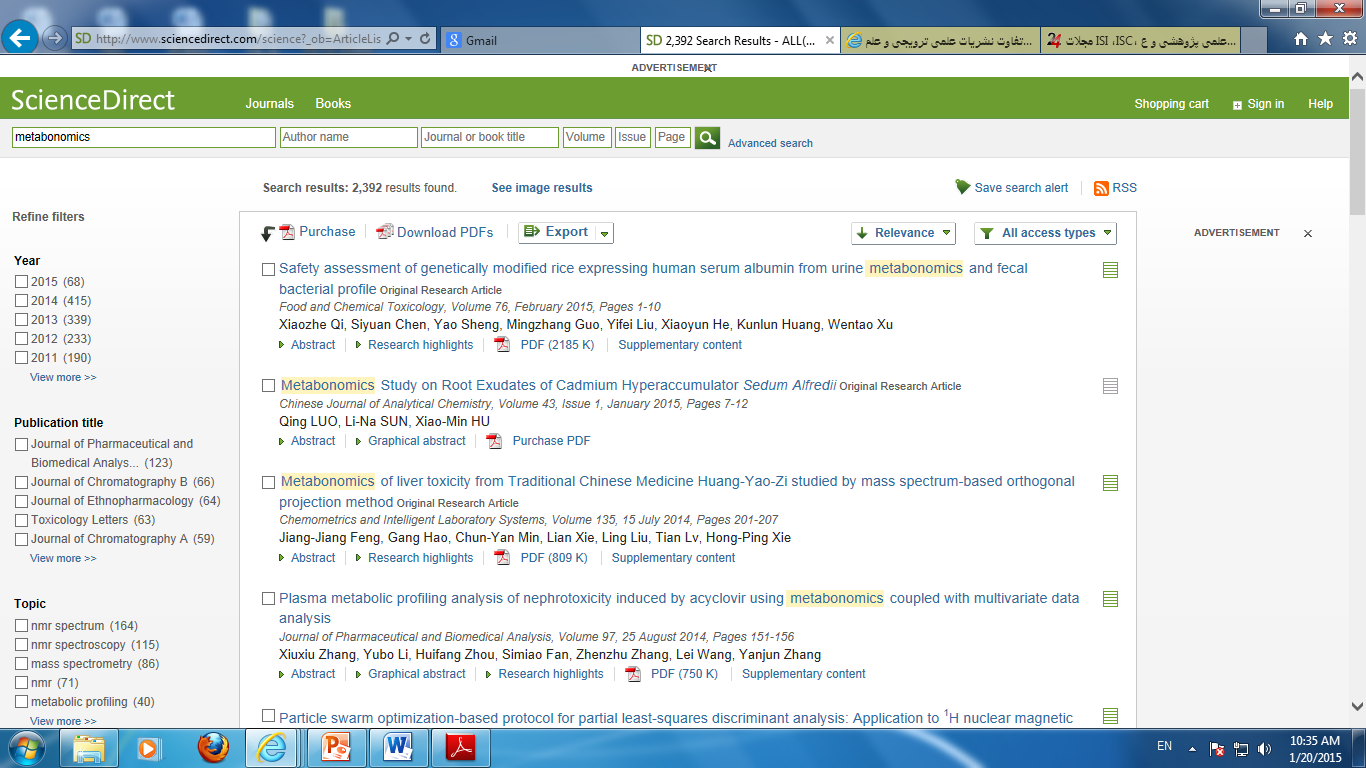 SD http://www.sciencedirect.com/science?_ob=ArticleLis
Gmail
SD 2,392 Search Results - ALL(...
تفاوت نشریات علمی ترویجی و علم...
مجلات ISI ،ISC، علمی پژوهشی و ع...
ADVERTISEMENT
ScienceDirect
Journals
Books
Shopping cart
Sign in
Help
metabonomics
Author name
Journal or book title
Volume
Issue
Page
Advanced search
Search results: 2,392 results found.
See image results
Save search alert
RSS
Refine filters
Purchase
Download PDFs
Export
Relevance
All access types
ADVERTISEMENT
Year
2015 (68)
2014 (415)
2013 (339)
2012 (233)
2011 (190)
View more >>
Publication title
Journal of Pharmaceutical and
Biomedical Analys... (123)
Journal of Chromatography B (66)
Journal of Ethnopharmacology (64)
Toxicology Letters (63)
Journal of Chromatography A (59)
View more >>
Topic
nmr spectrum (164)
nmr spectroscopy (115)
mass spectrometry (86)
nmr (71)
metabolic profiling (40)
View more >>
Safety assessment of genetically modified rice expressing human serum albumin from urine metabonomics and fecal
bacterial profile Original Research Article
Food and Chemical Toxicology, Volume 76, February 2015, Pages 1-10
Xiaozhe Qi, Siyuan Chen, Yao Sheng, Mingzhang Guo, Yifei Liu, Xiaoyun He, Kunlun Huang, Wentao Xu
Abstract
Research highlights
PDF (2185 K)
Supplementary content
Metabonomics Study on Root Exudates of Cadmium Hyperaccumulator Sedum Alfredii Original Research Article
Chinese Journal of Analytical Chemistry, Volume 43, Issue 1, January 2015, Pages 7-12
Qing LUO, Li-Na SUN, Xiao-Min HU
Abstract
Graphical abstract
Purchase PDF
Metabonomics of liver toxicity from Traditional Chinese Medicine Huang-Yao-Zi studied by mass spectrum-based orthogonal
projection method Original Research Article
Chemometrics and Intelligent Laboratory Systems, Volume 135, 15 July 2014, Pages 201-207
Jiang-Jiang Feng, Gang Hao, Chun-Yan Min, Lian Xie, Ling Liu, Tian Lv, Hong-Ping Xie
Abstract
Research highlights
PDF (809 K)
Supplementary content
Plasma metabolic profiling analysis of nephrotoxicity induced by acyclovir using metabonomics coupled with multivariate data
analysis
Journal of Pharmaceutical and Biomedical Analysis, Volume 97, 25 August 2014, Pages 151-156
Xiuxiu Zhang, Yubo Li, Huifang Zhou, Simiao Fan, Zhenzhu Zhang, Lei Wang, Yanjun Zhang
Abstract
Graphical abstract
Research highlights
PDF (750 K)
Supplementary content
Particle swarm optimization-based protocol for partial least-squares discriminant analysis: Application to ¹H nuclear magnetic
EN
10:35 AM
1/20/2015